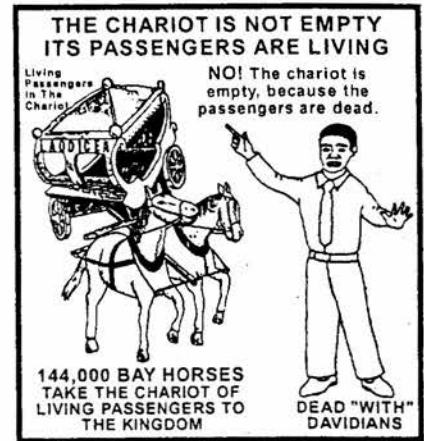 THE CHARIOT IS NOT EMPTY
ITS PASSENGERS ARE LIVING
Living
Passengers
In The
Chariot
NO! The chariot is
empty, because the
passengers are dead.
LAODICEA
144,000 BAY HORSES
TAKE THE CHARIOT OF
LIVING PASSENGERS TO
THE KINGDOM
DEAD "WITH"
DAVIDIANS